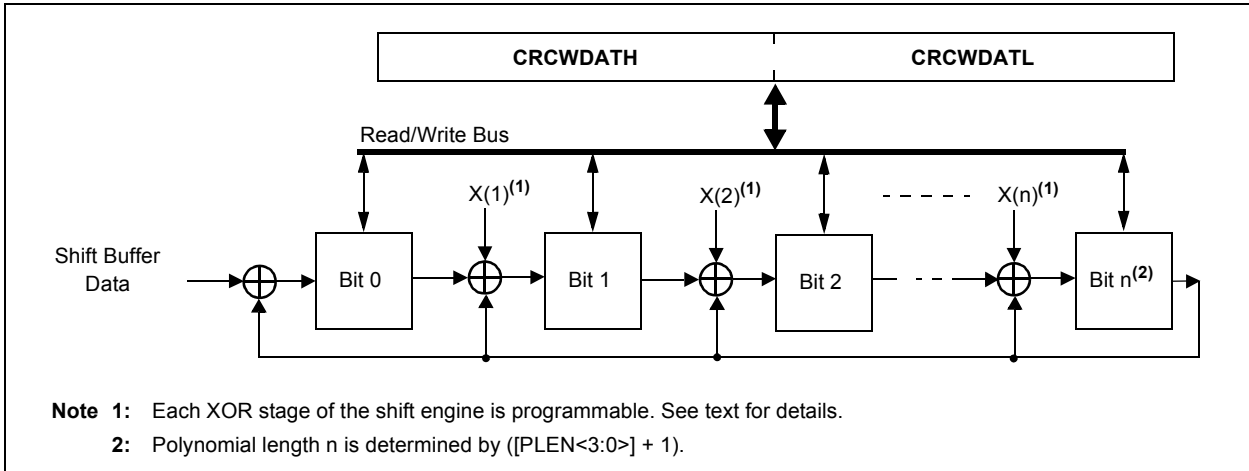 CRCWDATH CRCWDATL
Read/Write Bus
X(1)(1) X(2)(1) X(n)(1)
Shift Buffer
Data
Bit 0 Bit 1 Bit 2 Bit n(2)
Note 1: Each XOR stage of the shift engine is programmable. See text for details.
2: Polynomial length n is determined by ([PLEN<3:0>] + 1).